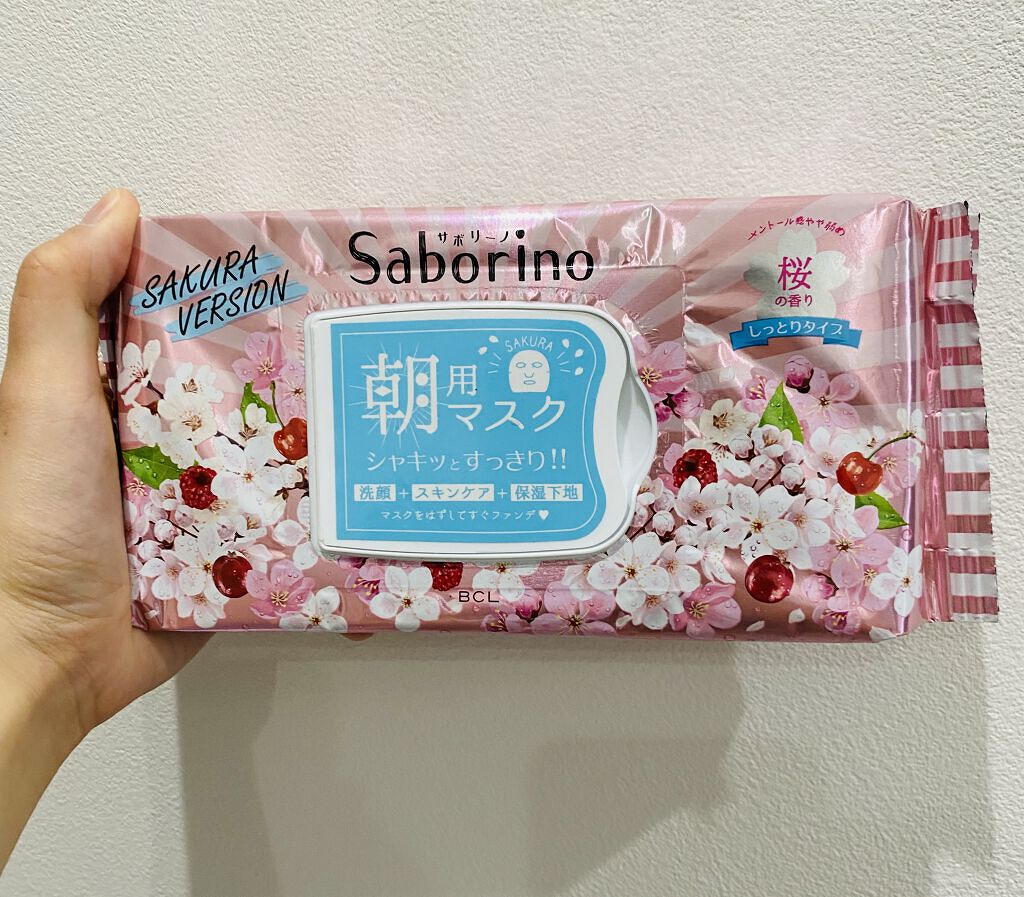 SAKURA
VERSION
サボリーノ
Saborino
メントール感やや弱め
桜
の香り
しっとりタイプ
SAKURA
朝用
マスク
シャキッとすっきり!!
洗顔+スキンケア+保湿下地
マスクをはずしてすぐファンデ♥
BCL